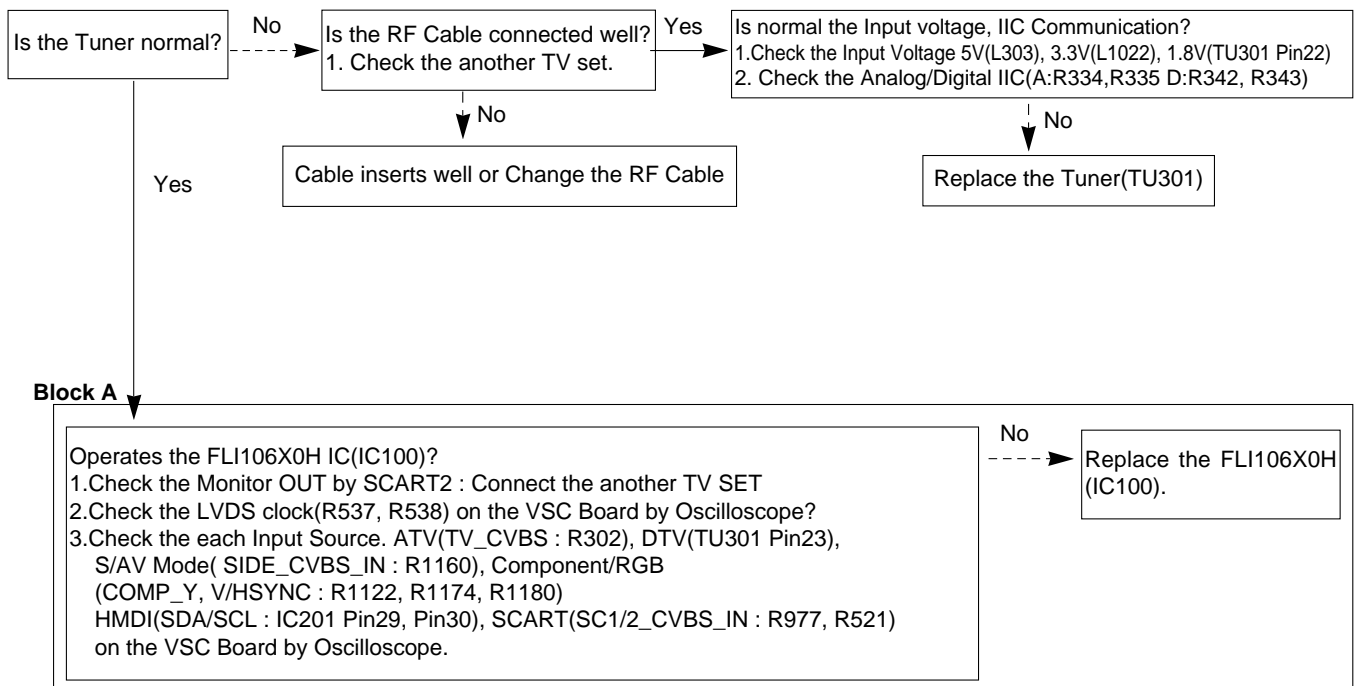 Is the Tuner normal?
No
Is the RF Cable connected well?
1. Check the another TV set.
Yes
Is normal the Input voltage, IIC Communication?
1.Check the Input Voltage 5V(L303), 3.3V(L1022), 1.8V(TU301 Pin22)
2. Check the Analog/Digital IIC(A:R334,R335 D:R342, R343)
No
Cable inserts well or Change the RF Cable
No
Replace the Tuner(TU301)
Yes
Block A
Operates the FLI106X0H IC(IC100)?
1.Check the Monitor OUT by SCART2 : Connect the another TV SET
2.Check the LVDS clock(R537, R538) on the VSC Board by Oscilloscope?
3.Check the each Input Source. ATV(TV_CVBS : R302), DTV(TU301 Pin23),
S/AV Mode( SIDE_CVBS_IN : R1160), Component/RGB
(COMP_Y, V/HSYNC : R1122, R1174, R1180)
HMDI(SDA/SCL : IC201 Pin29, Pin30), SCART(SC1/2_CVBS_IN : R977, R521)
on the VSC Board by Oscilloscope.
No
Replace the FLI106X0H
(IC100).